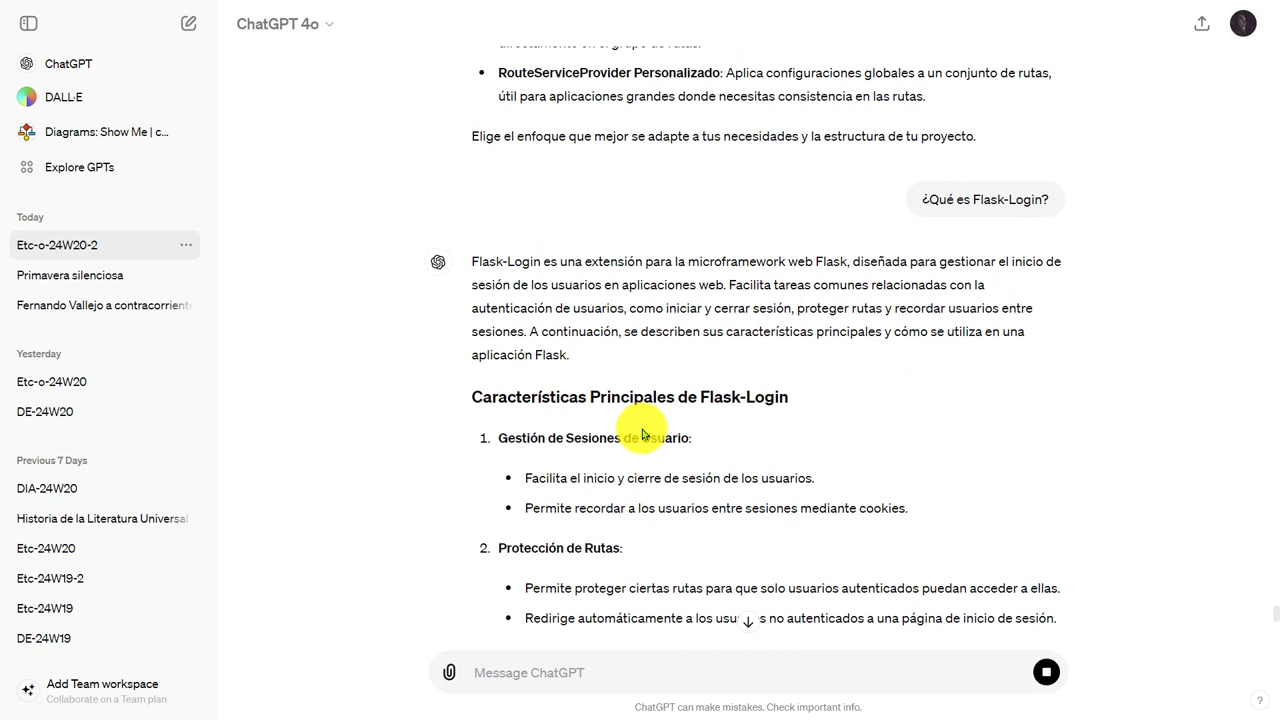 ChatGPT 4o
ChatGPT
DALL·E
Diagrams: Show Me | c...
Explore GPTs
Today
Etc-o-24W20-2
Primavera silenciosa
Fernando Vallejo a contracorriente
Yesterday
Etc-o-24W20
DE-24W20
Previous 7 Days
DIA-24W20
Historia de la Literatura Universal
Etc-24W20
Etc-24W19-2
Etc-24W19
DE-24W19
Add Team workspace
Collaborate on a Team plan
directamente en el grupo de rutas.
• RouteServiceProvider Personalizado: Aplica configuraciones globales a un conjunto de rutas,
útil para aplicaciones grandes donde necesitas consistencia en las rutas.
Elige el enfoque que mejor se adapte a tus necesidades y la estructura de tu proyecto.
¿Qué es Flask-Login?
Flask-Login es una extensión para la microframework web Flask, diseñada para gestionar el inicio de
sesión de los usuarios en aplicaciones web. Facilita tareas comunes relacionadas con la
autenticación de usuarios, como iniciar y cerrar sesión, proteger rutas y recordar usuarios entre
sesiones. A continuación, se describen sus características principales y cómo se utiliza en una
aplicación Flask.
Características Principales de Flask-Login
1. Gestión de Sesiones de Usuario:
• Facilita el inicio y cierre de sesión de los usuarios.
• Permite recordar a los usuarios entre sesiones mediante cookies.
2. Protección de Rutas:
• Permite proteger ciertas rutas para que solo usuarios autenticados puedan acceder a ellas.
• Redirige automáticamente a los usuarios no autenticados a una página de inicio de sesión.
Message ChatGPT
ChatGPT can make mistakes. Check important info.
?